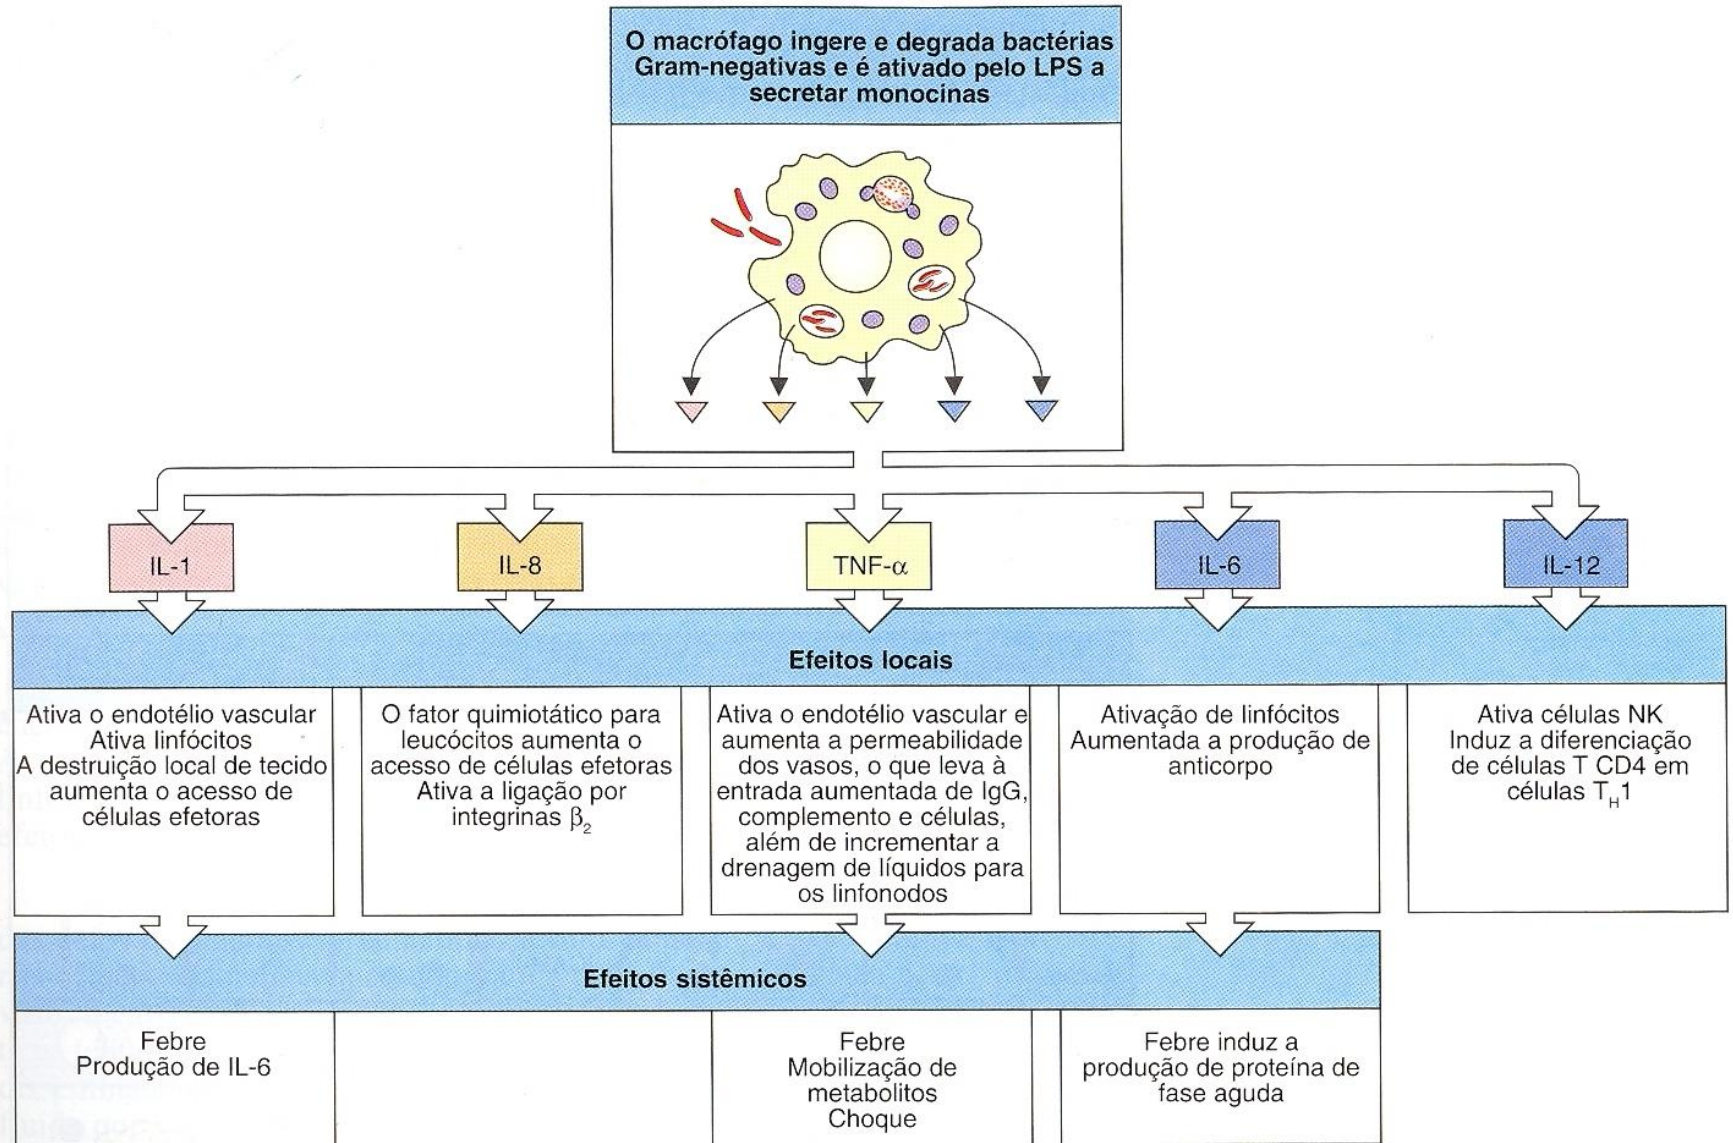 O macrófago ingere e degrada bactérias
Gram-negativas e é ativado pelo LPS a
secretar monocinas
IL-1
IL-8
TNF-α
IL-6
IL-12
Efeitos locais
Ativa o endotélio vascular
Ativa linfócitos
A destruição local de tecido
aumenta o acesso de
células efetoras
O fator quimiotático para
leucócitos aumenta o
acesso de células efetoras
Ativa a ligação por
integrinas β₂
Ativa o endotélio vascular e
aumenta a permeabilidade
dos vasos, o que leva à
entrada aumentada de IgG,
complemento e células,
além de incrementar a
drenagem de líquidos para
os linfonodos
Ativação de linfócitos
Aumentada a produção de
anticorpo
Ativa células NK
Induz a diferenciação
de células T CD4 em
células T_H1
Efeitos sistêmicos
Febre
Produção de IL-6
Febre
Mobilização de
metabolitos
Choque
Febre induz a
produção de proteína de
fase aguda